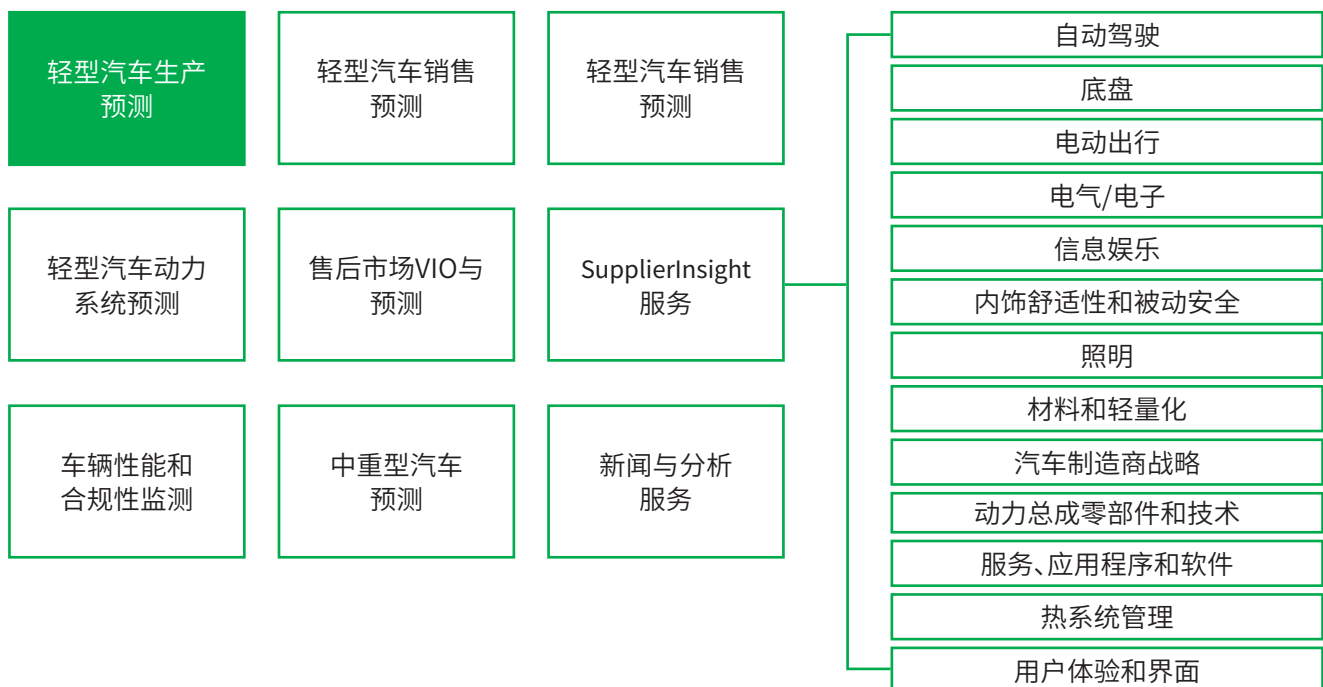 轻型汽车生产
预测
轻型汽车销售
预测
轻型汽车销售
预测
轻型汽车动力
系统预测
售后市场VIO与
预测
SupplierInsight
服务
车辆性能和
合规性监测
中重型汽车
预测
新闻与分析
服务
自动驾驶
底盘
电动出行
电气/电子
信息娱乐
内饰舒适性和被动安全
照明
材料和轻量化
汽车制造商战略
动力总成零部件和技术
服务、应用程序和软件
热系统管理
用户体验和界面